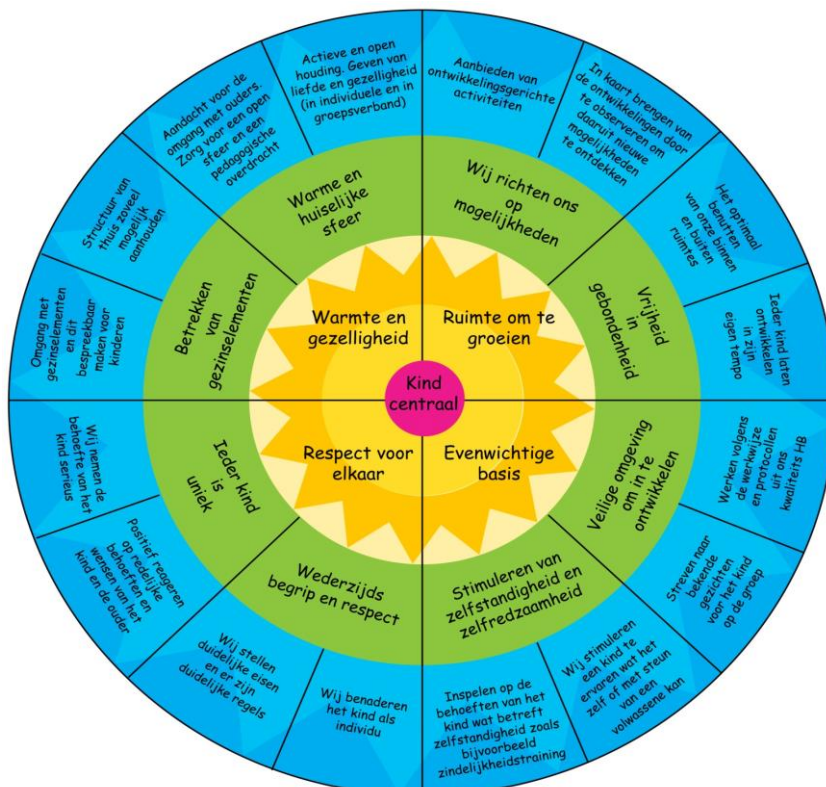 Kind
centraal
Warmte en
gezelligheid
Ruimte om te
groeien
Evenwichtige
basis
Respect voor
elkaar
Warme en
huiselijke
sfeer
Wij richten ons
op
mogelijkheden
Vrijheid
in
gebondenheid
Veilige omgeving
om in te
ontwikkelen
Stimuleren van
zelfstandigheid en
zelfredzaamheid
Wederzijds
begrip en respect
Ieder kind
is
uniek
Betrekken
van
gezinselementen
Actieve en open
houding. Geven van
liefde en gezelligheid
(in individuele en in
groepsverband)
Aanbieden van
ontwikkelingsgerichte
activiteiten
In kaart brengen van
de ontwikkelingen door
te observeren om
daaruit nieuwe
mogelijkheden
te ontdekken
Het optimaal
benutten
van onze binnen
en buiten
ruimtes
Ieder kind laten
ontwikkelen
in zijn
eigen tempo
Werken volgens
de werkwijze
en protocollen
uit ons
kwaliteits HB
Streven naar
bekende
gezichten
voor het kind
op de groep
Wij stimuleren
een kind te
ervaren wat het
zelf of met steun
van een
volwassene kan
Inspelen op de
behoeften van het
kind wat betreft
zelfstandigheid zoals
bijvoorbeeld
zindelijkheidstraining
Wij benaderen
het kind als
individu
Wij stellen
duidelijke eisen
en er zijn
duidelijke regels
Positief reageren
op redelijke
behoeften en
wensen van het
kind en de ouder
Wij nemen de
behoefte van het
kind serieus
Omgang met
gezinselementen
en dit
bespreekbaar
maken voor
kinderen
Structuur van
thuis zoveel
mogelijk
aanhouden
Aandacht voor de
omgang met ouders.
Zorg voor een open
sfeer en een
pedagogische
overdracht